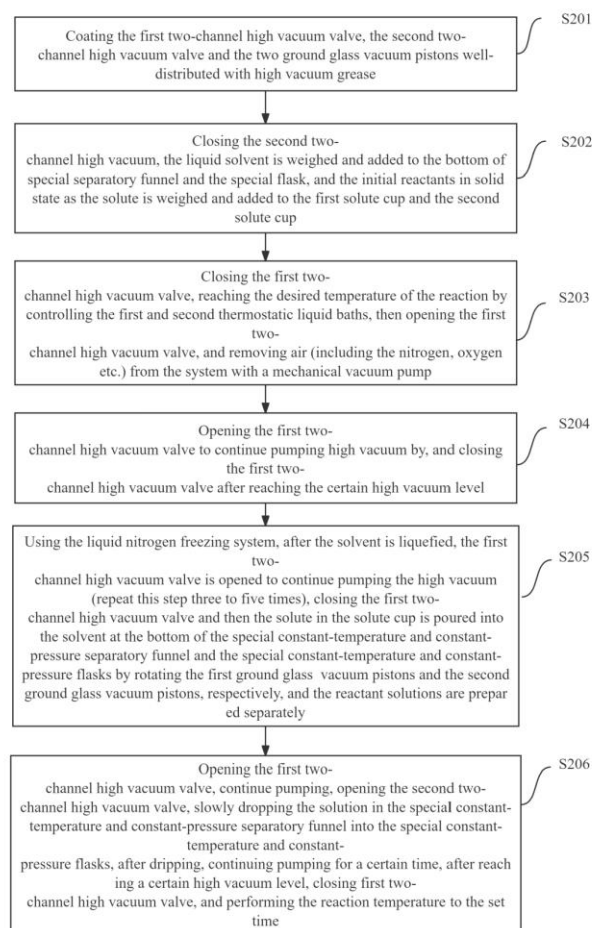 Coating the first two-channel high vacuum valve, the second two-
channel high vacuum valve and the two ground glass vacuum pistons well-
distributed with high vacuum grease
S201
Closing the second two-
channel high vacuum, the liquid solvent is weighed and added to the bottom of
special separatory funnel and the special flask, and the initial reactants in solid
state as the solute is weighed and added to the first solute cup and the second
solute cup
S202
Closing the first two-
channel high vacuum valve, reaching the desired temperature of the reaction by
controlling the first and second thermostatic liquid baths, then opening the first
two-
channel high vacuum valve, and removing air (including the nitrogen, oxygen
etc.) from the system with a mechanical vacuum pump
S203
Opening the first two-
channel high vacuum valve to continue pumping high vacuum by, and closing
the first two-
channel high vacuum valve after reaching the certain high vacuum level
S204
Using the liquid nitrogen freezing system, after the solvent is liquefied, the first
two-
channel high vacuum valve is opened to continue pumping the high vacuum
(repeat this step three to five times), closing the first two-
channel high vacuum valve and then the solute in the solute cup is poured into
the solvent at the bottom of the special constant-temperature and constant-
pressure separatory funnel and the special constant-temperature and constant-
pressure flasks by rotating the first ground glass vacuum pistons and the second
ground glass vacuum pistons, respectively, and the reactant solutions are prepar
ed separately
S205
Opening the first two-
channel high vacuum valve, continue pumping, opening the second two-
channel high vacuum valve, slowly dropping the solution in the special constant-
temperature and constant-pressure separatory funnel into the special constant-
temperature and constant-
pressure flasks, after dripping, continuing pumping for a certain time, after reach
ing a certain high vacuum level, closing first two-
channel high vacuum valve, and performing the reaction temperature to the set
time
S206